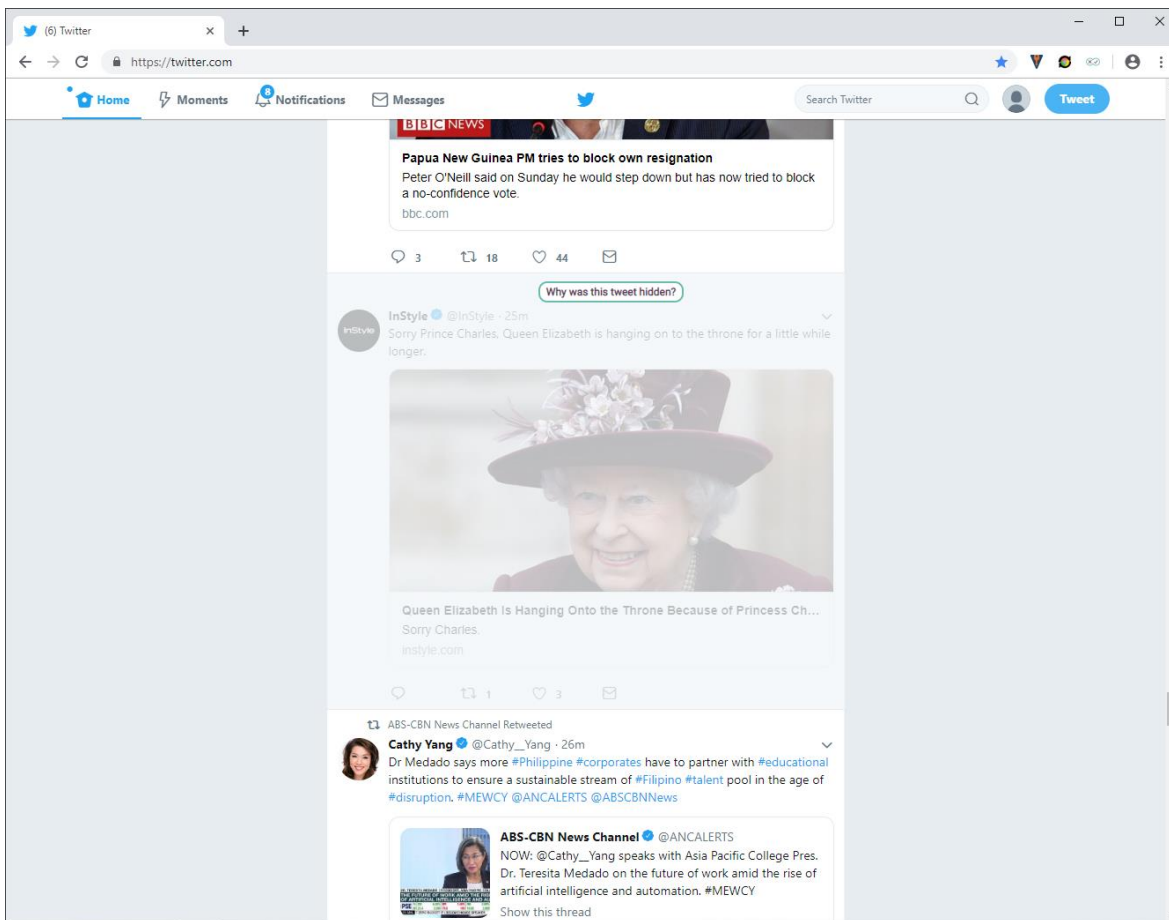 (6) Twitter
https://twitter.com
Home Moments 8 Notifications Messages Search Twitter Tweet
BBC NEWS
Papua New Guinea PM tries to block own resignation
Peter O'Neill said on Sunday he would step down but has now tried to block
a no-confidence vote.
bbc.com
3 18 44
Why was this tweet hidden?
InStyle @InStyle · 25m
InStyle
Sorry Prince Charles, Queen Elizabeth is hanging on to the throne for a little while
longer.
Queen Elizabeth Is Hanging Onto the Throne Because of Princess Ch...
Sorry Charles.
instyle.com
1 3
ABS-CBN News Channel Retweeted
Cathy Yang @Cathy__Yang · 26m
Dr Medado says more #Philippine #corporates have to partner with #educational
institutions to ensure a sustainable stream of #Filipino #talent pool in the age of
#disruption. #MEWCY @ANCALERTS @ABSCBNNews
ABS-CBN News Channel @ANCALERTS
NOW: @Cathy__Yang speaks with Asia Pacific College Pres.
Dr. Teresita Medado on the future of work amid the rise of
artificial intelligence and automation. #MEWCY
Show this thread